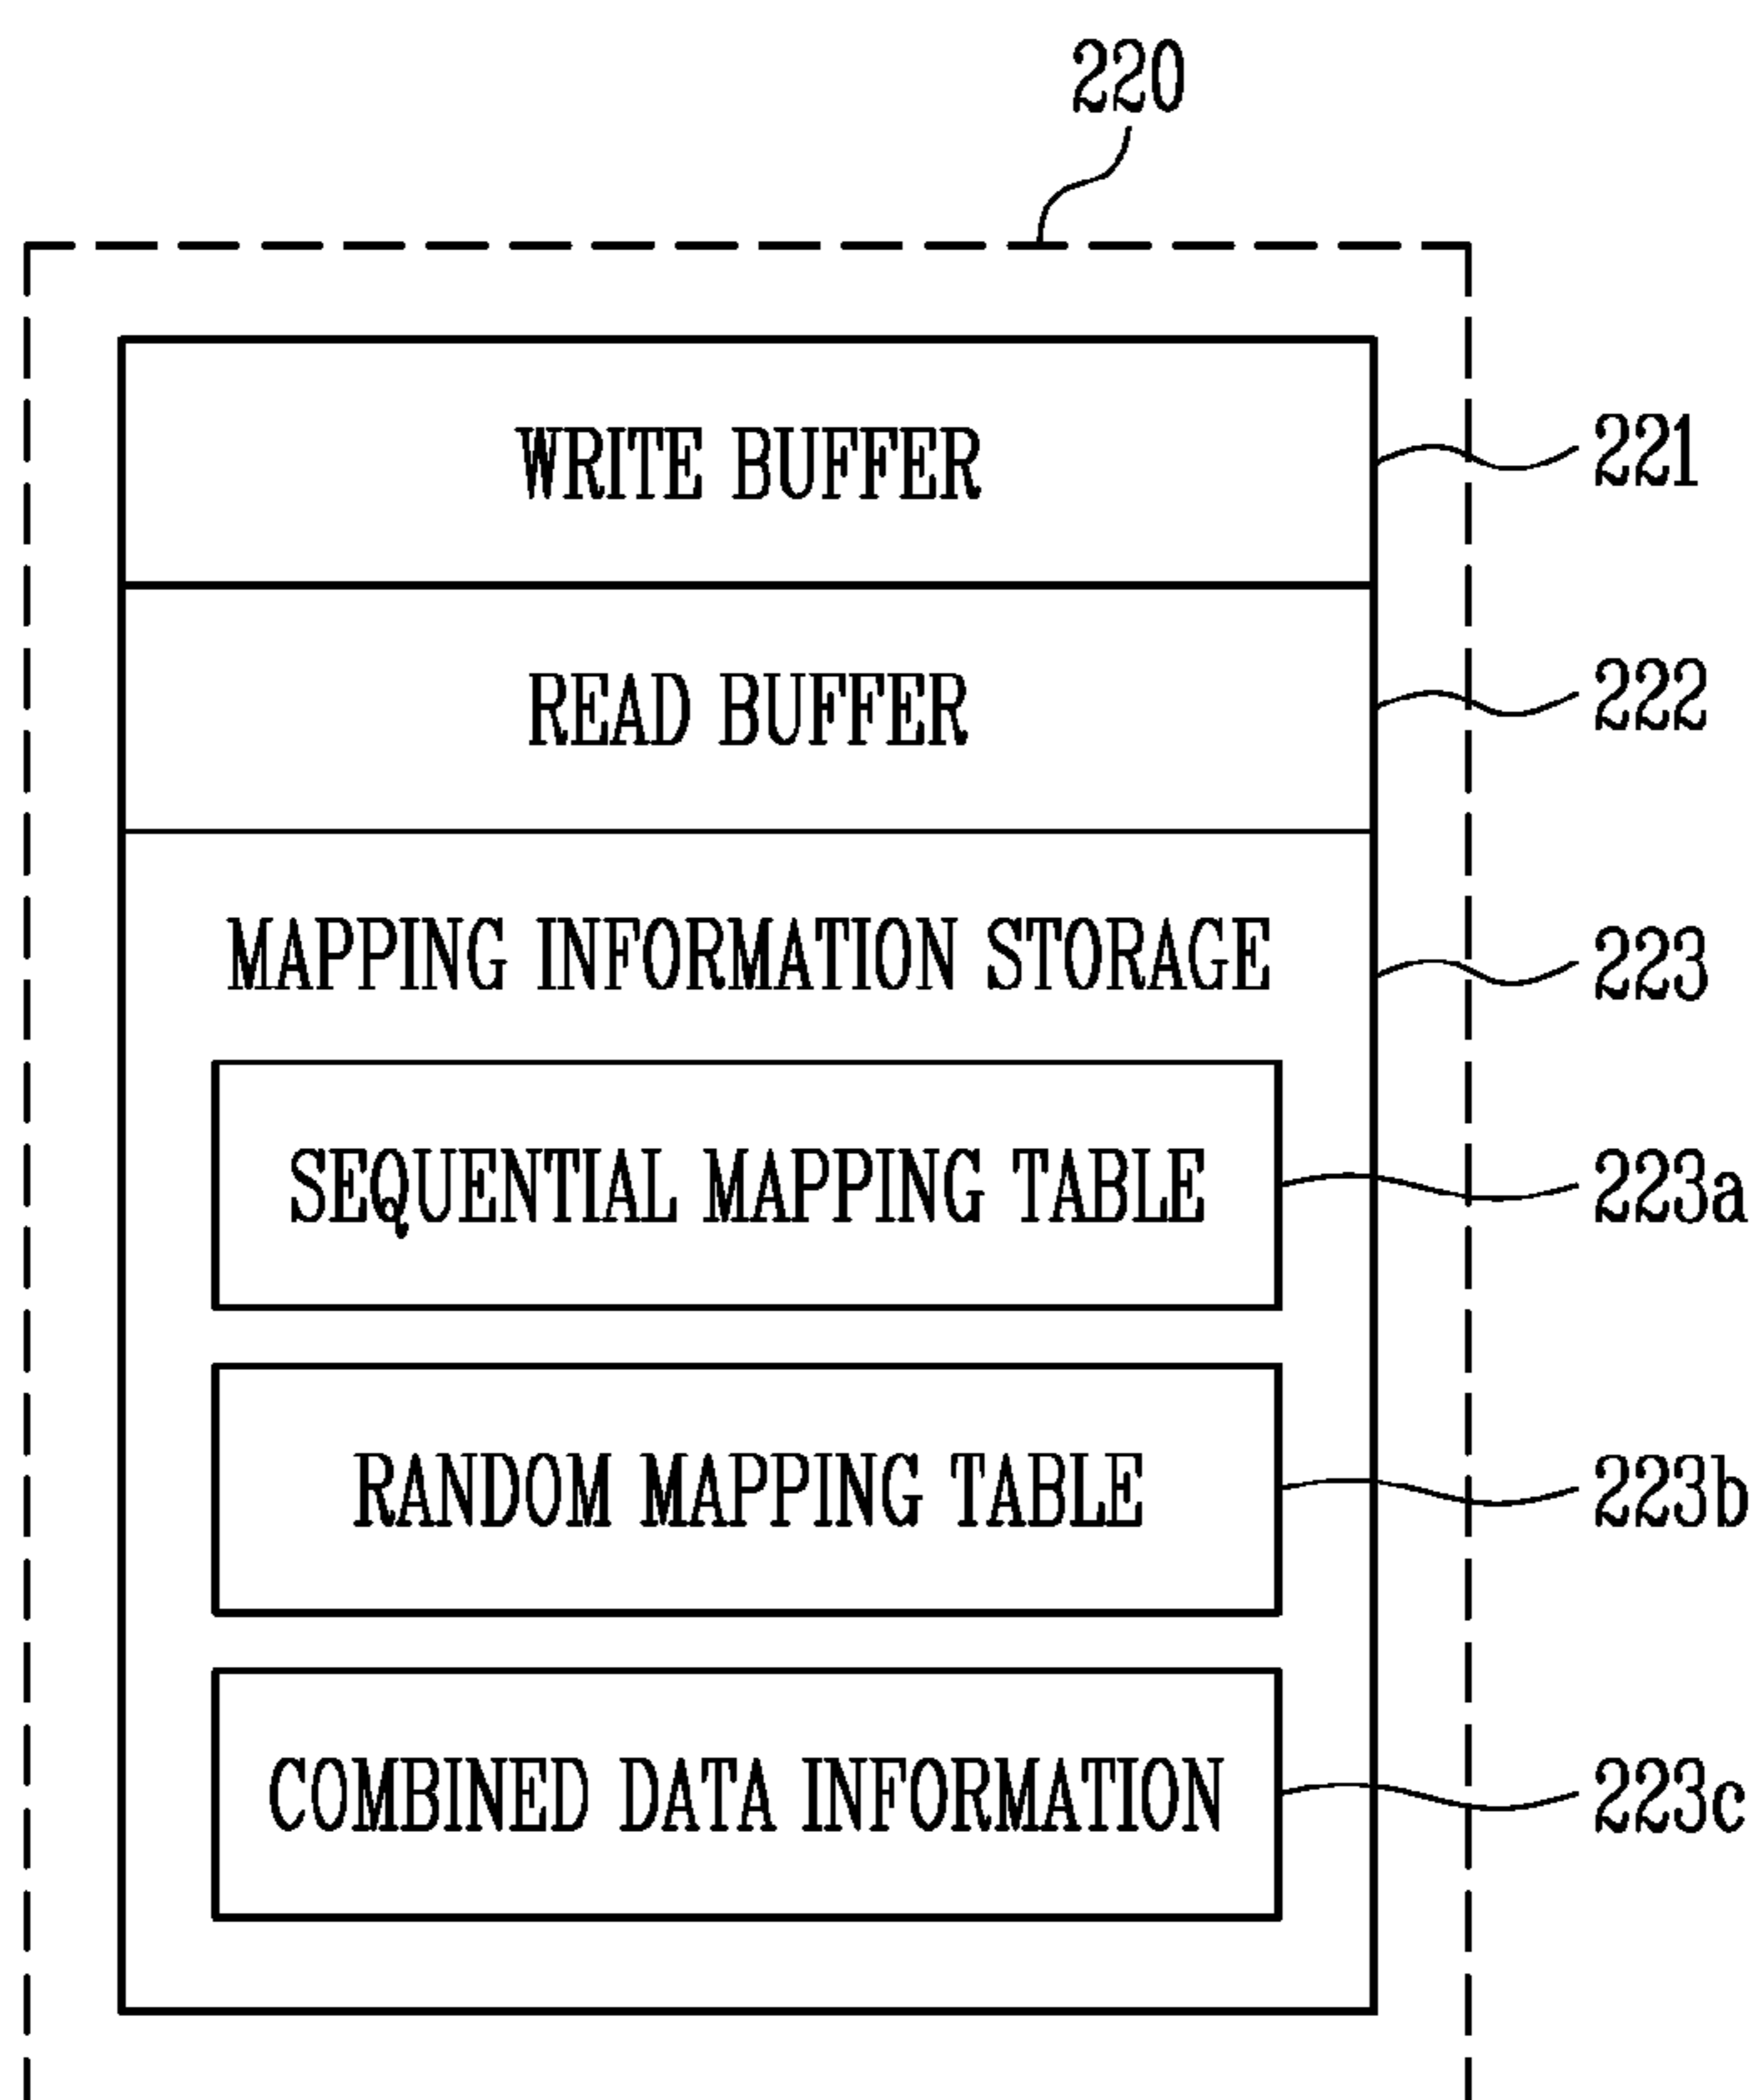 220
WRITE BUFFER 221
READ BUFFER 222
MAPPING INFORMATION STORAGE 223
SEQUENTIAL MAPPING TABLE 223a
RANDOM MAPPING TABLE 223b
COMBINED DATA INFORMATION 223c